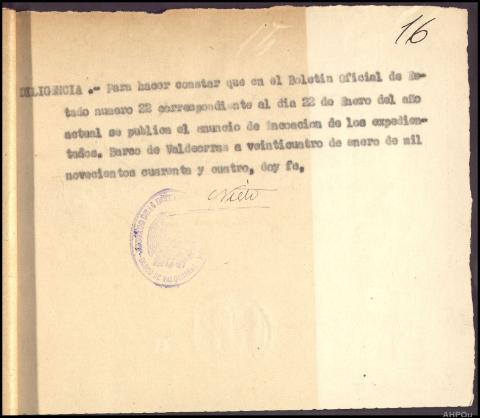 16
DILIGENCIA .- Para hacer constar que en el Boletin Oficial de Es-
tado numero 22 correspondiente al dia 22 de Enero del año
actual se publica el anuncio de Incoacion de los expedien-
tados. Barco de Valdeorras a veinticuatro de enero de mil
novecientos cuarenta y cuatro, doy fe.
Nieto
AHPOu